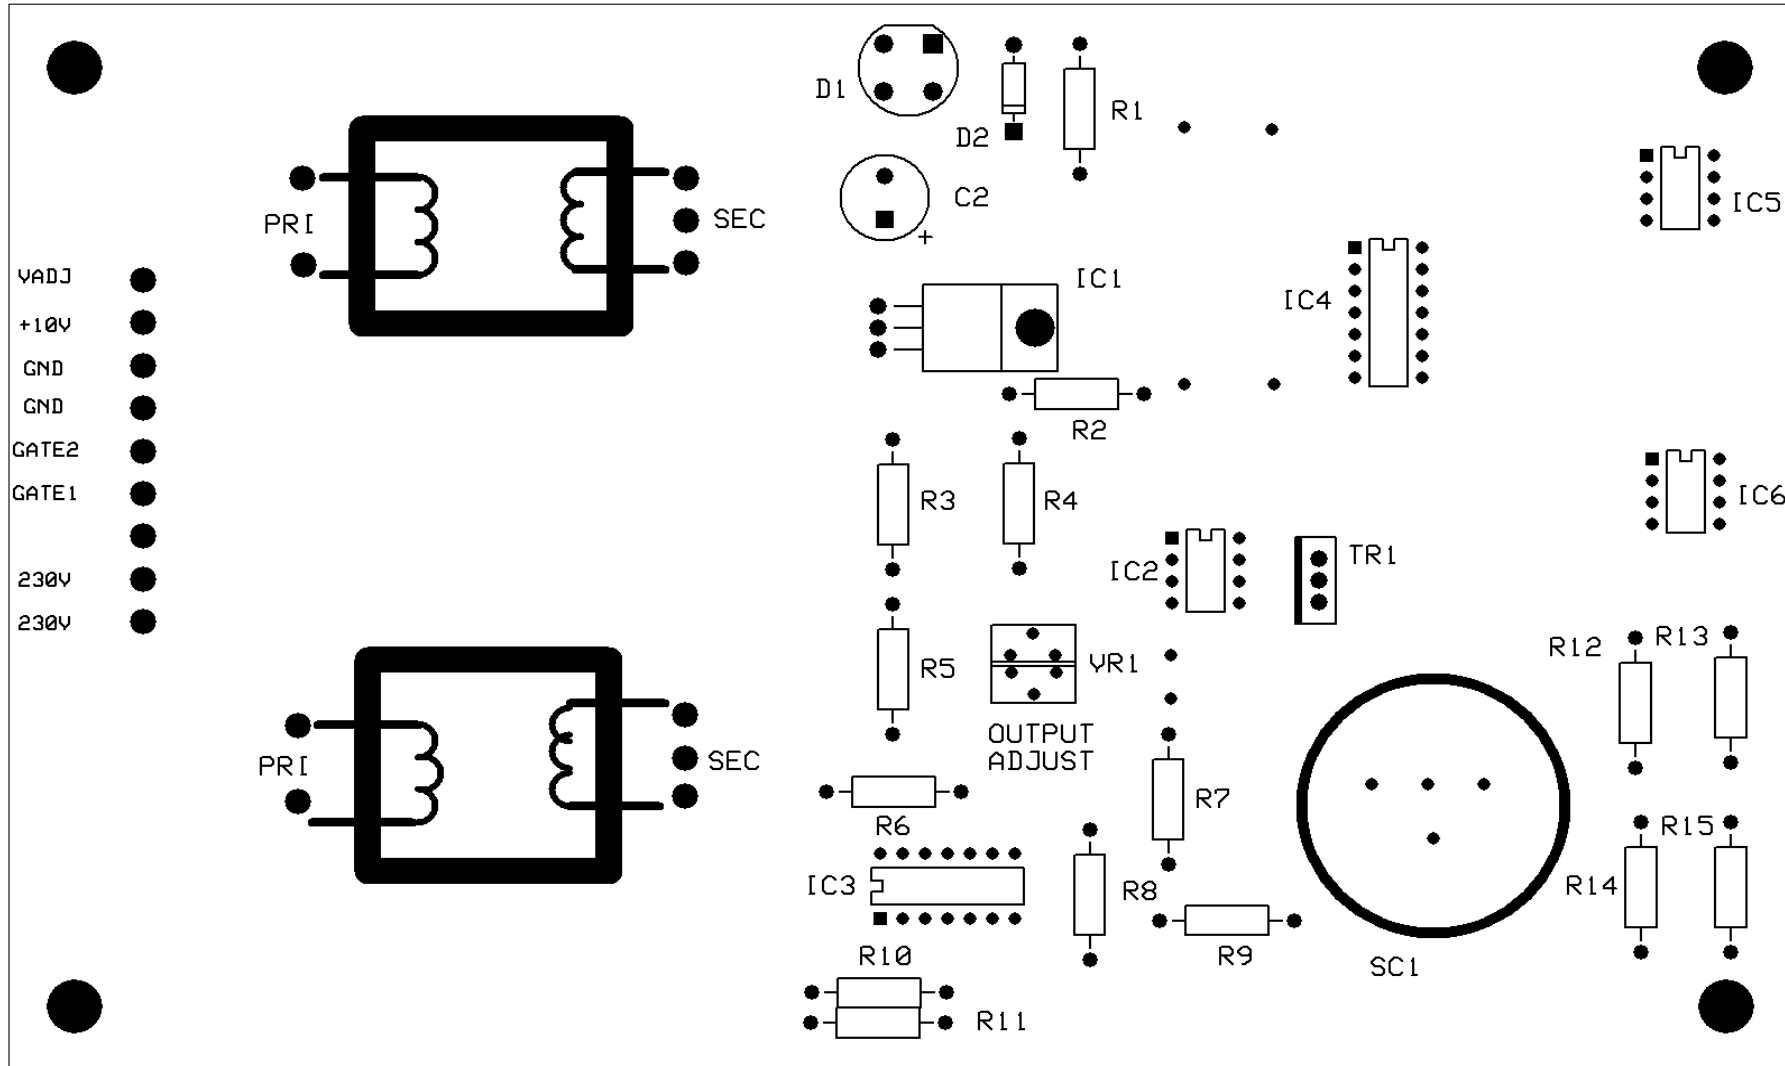 D1
D2
R1
C2
IC5
PRI
SEC
VADJ
IC1
IC4
+10V
GND
GND
R2
GATE2
GATE1
R3
R4
IC6
IC2
TR1
230V
230V
R5
VR1
R12
R13
OUTPUT
ADJUST
PRI
SEC
R6
R7
R15
IC3
R8
R14
R10
R9
SC1
R11
+